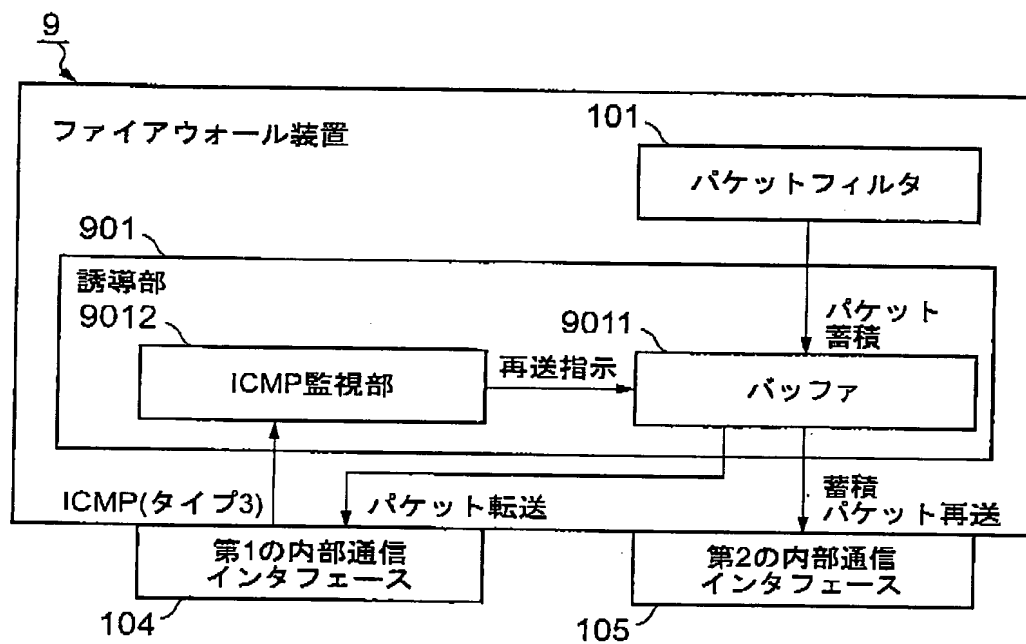 9
ファイアウォール装置
101
パケットフィルタ
901
誘導部
9012
9011
パケット
蓄積
ICMP監視部
再送指示
バッファ
ICMP(タイプ3)
パケット転送
蓄積
パケット再送
第1の内部通信
インタフェース
第2の内部通信
インタフェース
104
105